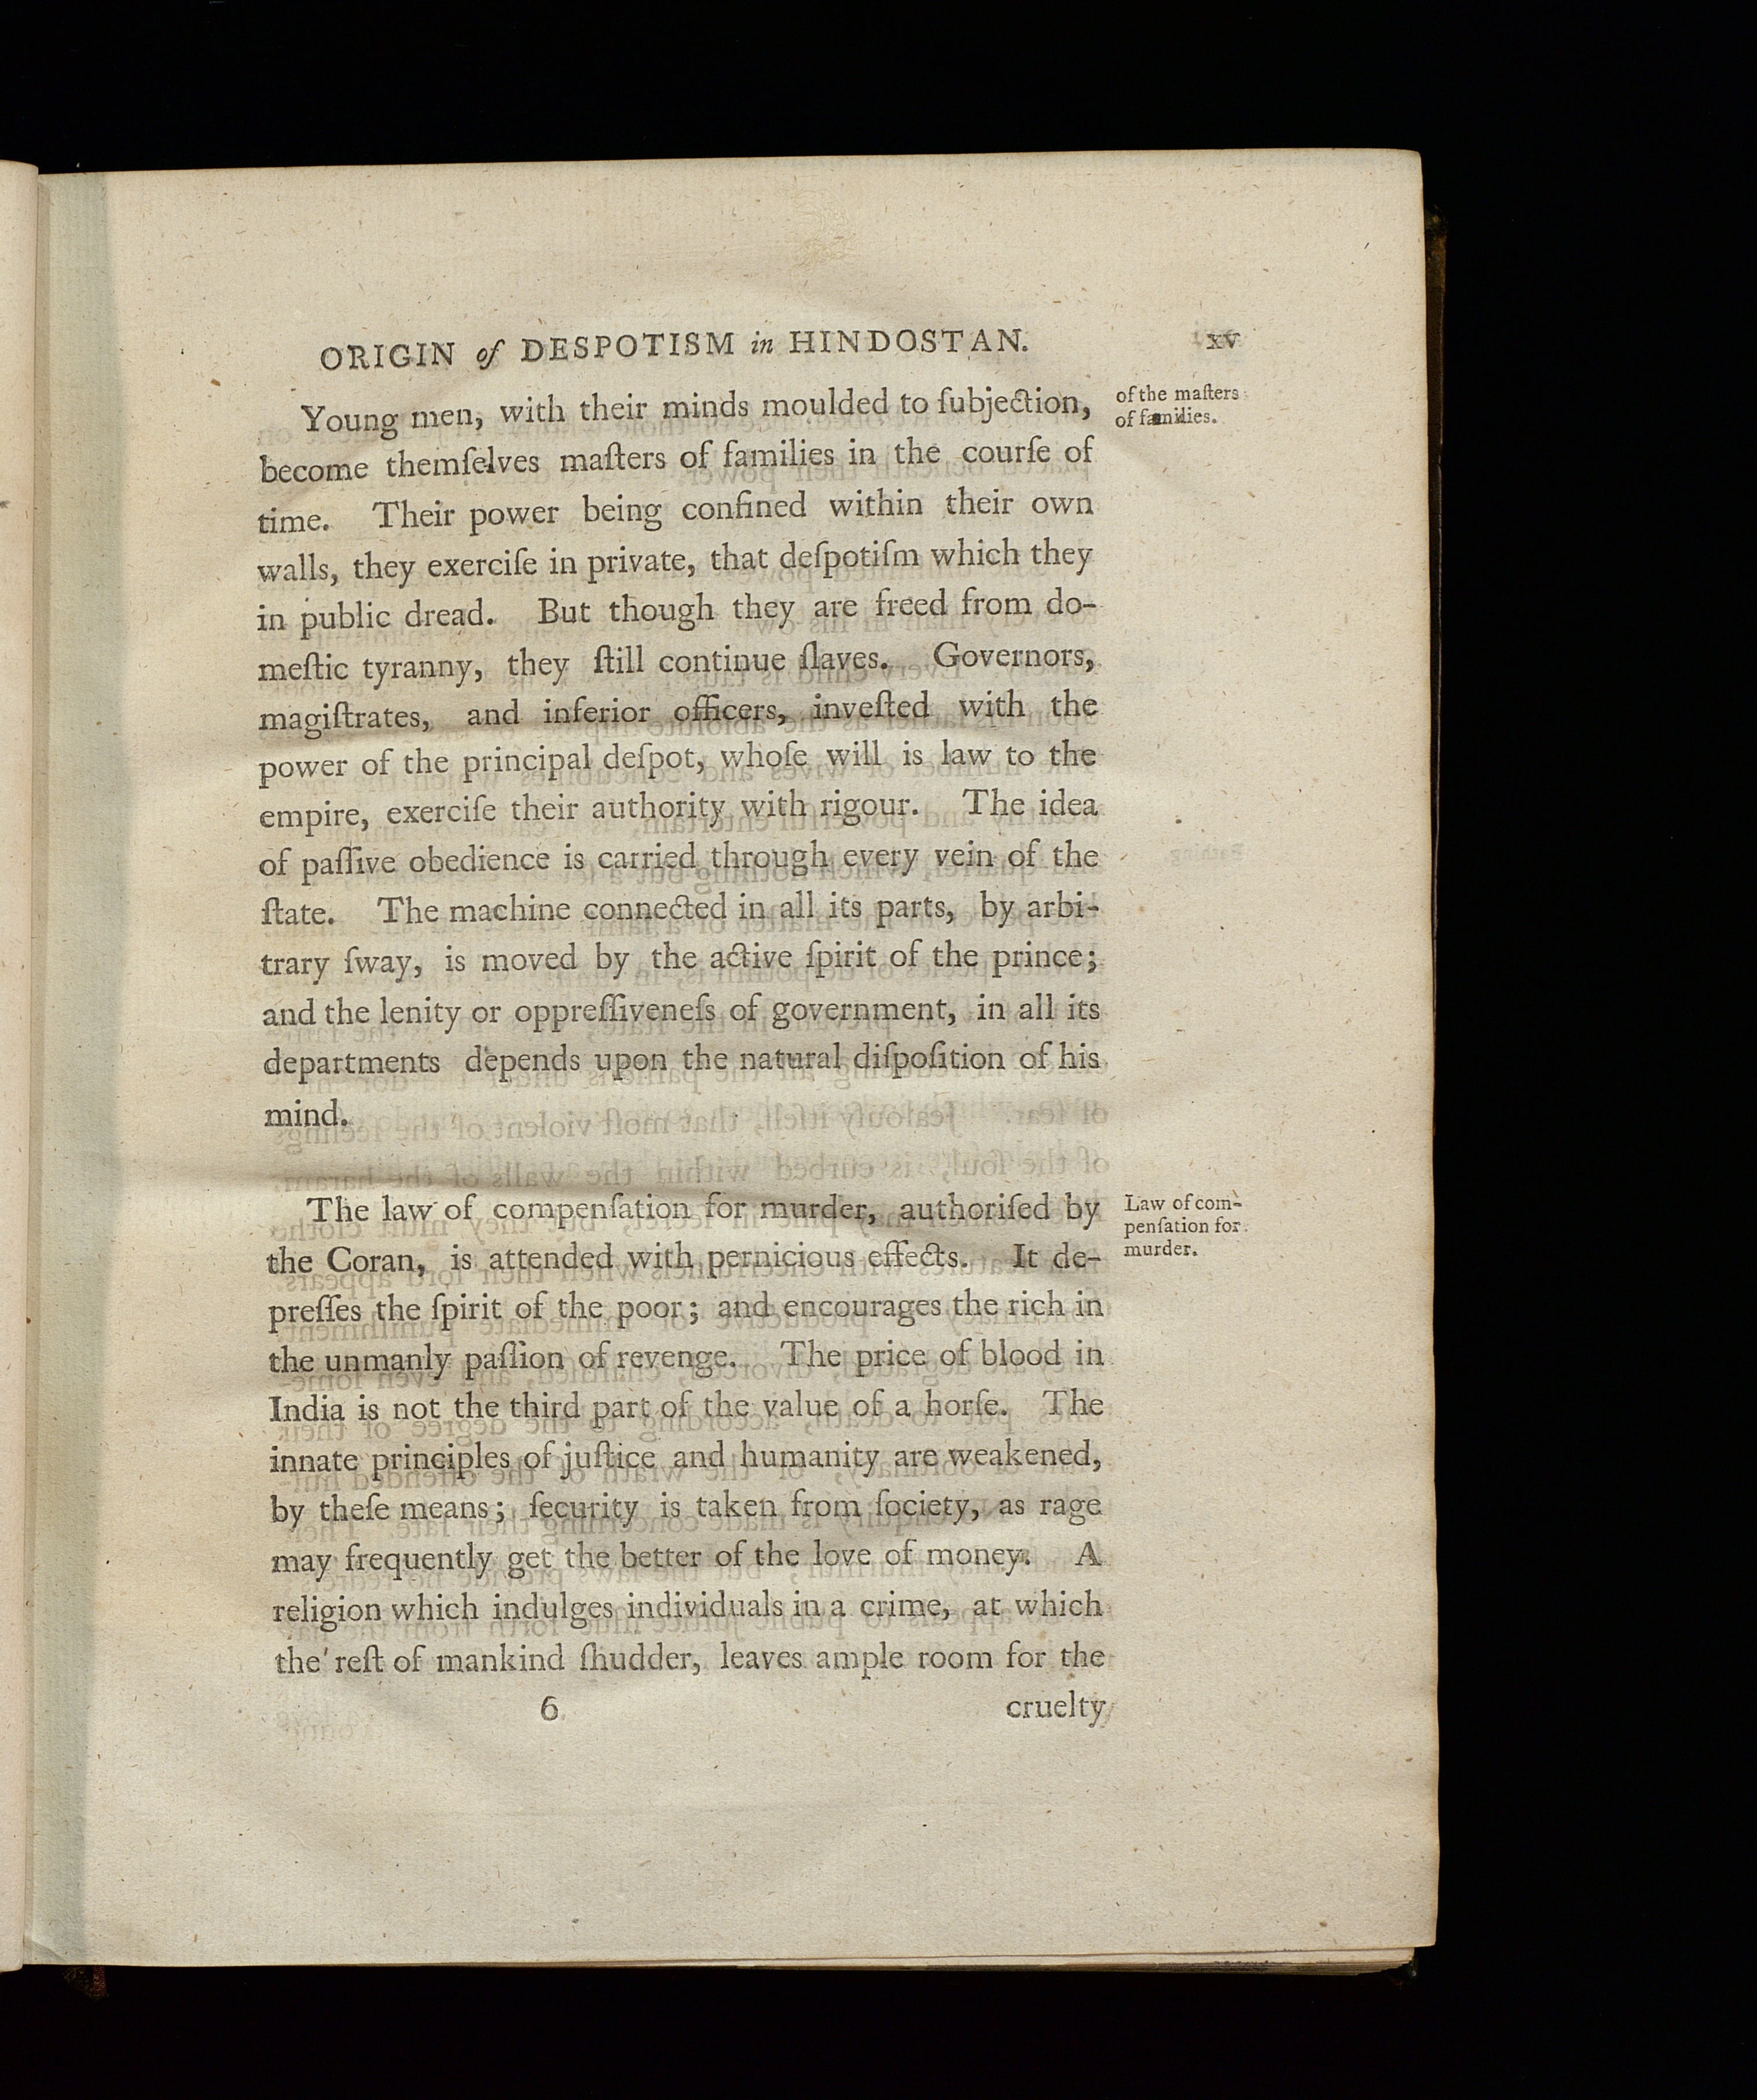 ORIGIN of DESPOTISM in HINDOSTAN. xv
Young men, with their minds moulded to ſubjection,
of the maſters
of families.
become themſelves maſters of families in the courſe of
time. Their power being confined within their own
walls, they exerciſe in private, that deſpotiſm which they
in public dread. But though they are freed from do-
meſtic tyranny, they ſtill continue ſlaves. Governors,
magiſtrates, and inferior officers, inveſted with the
power of the principal deſpot, whoſe will is law to the
empire, exerciſe their authority with rigour. The idea
of paſſive obedience is carried through every vein of the
ſtate. The machine connected in all its parts, by arbi-
trary ſway, is moved by the active ſpirit of the prince;
and the lenity or oppreſſiveneſs of government, in all its
departments depends upon the natural diſpoſition of his
mind.
The law of compenſation for murder, authoriſed by
Law of com-
penſation for
murder.
the Coran, is attended with pernicious effects. It de-
preſſes the ſpirit of the poor; and encourages the rich in
the unmanly paſſion of revenge. The price of blood in
India is not the third part of the value of a horſe. The
innate principles of juſtice and humanity are weakened,
by theſe means; ſecurity is taken from ſociety, as rage
may frequently get the better of the love of money. A
religion which indulges individuals in a crime, at which
the reſt of mankind ſhudder, leaves ample room for the
6 cruelty